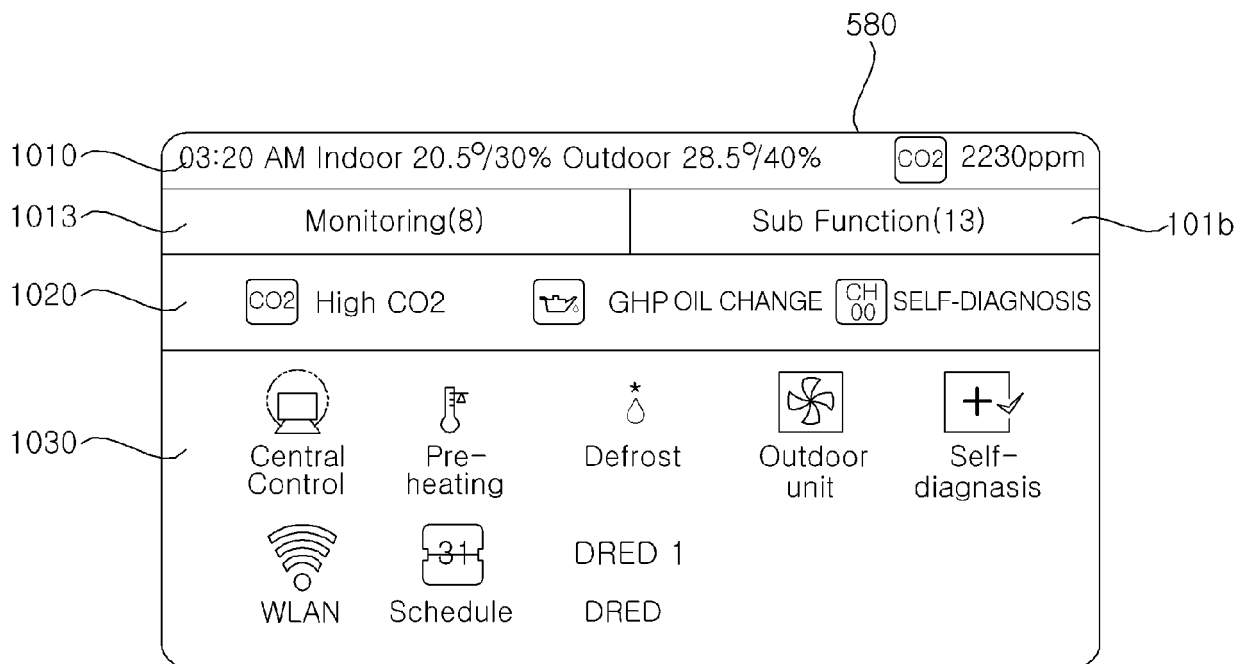 580
1010
03:20 AM Indoor 20.5°/30% Outdoor 28.5°/40% CO2 2230ppm
1013 Monitoring(8) Sub Function(13) 101b
1020 CO2 High CO2 GHP OIL CHANGE CH 00 SELF-DIAGNOSIS
1030
Central Control
Pre-heating
Defrost
Outdoor unit
Self-diagnasis
31
DRED 1
WLAN Schedule DRED